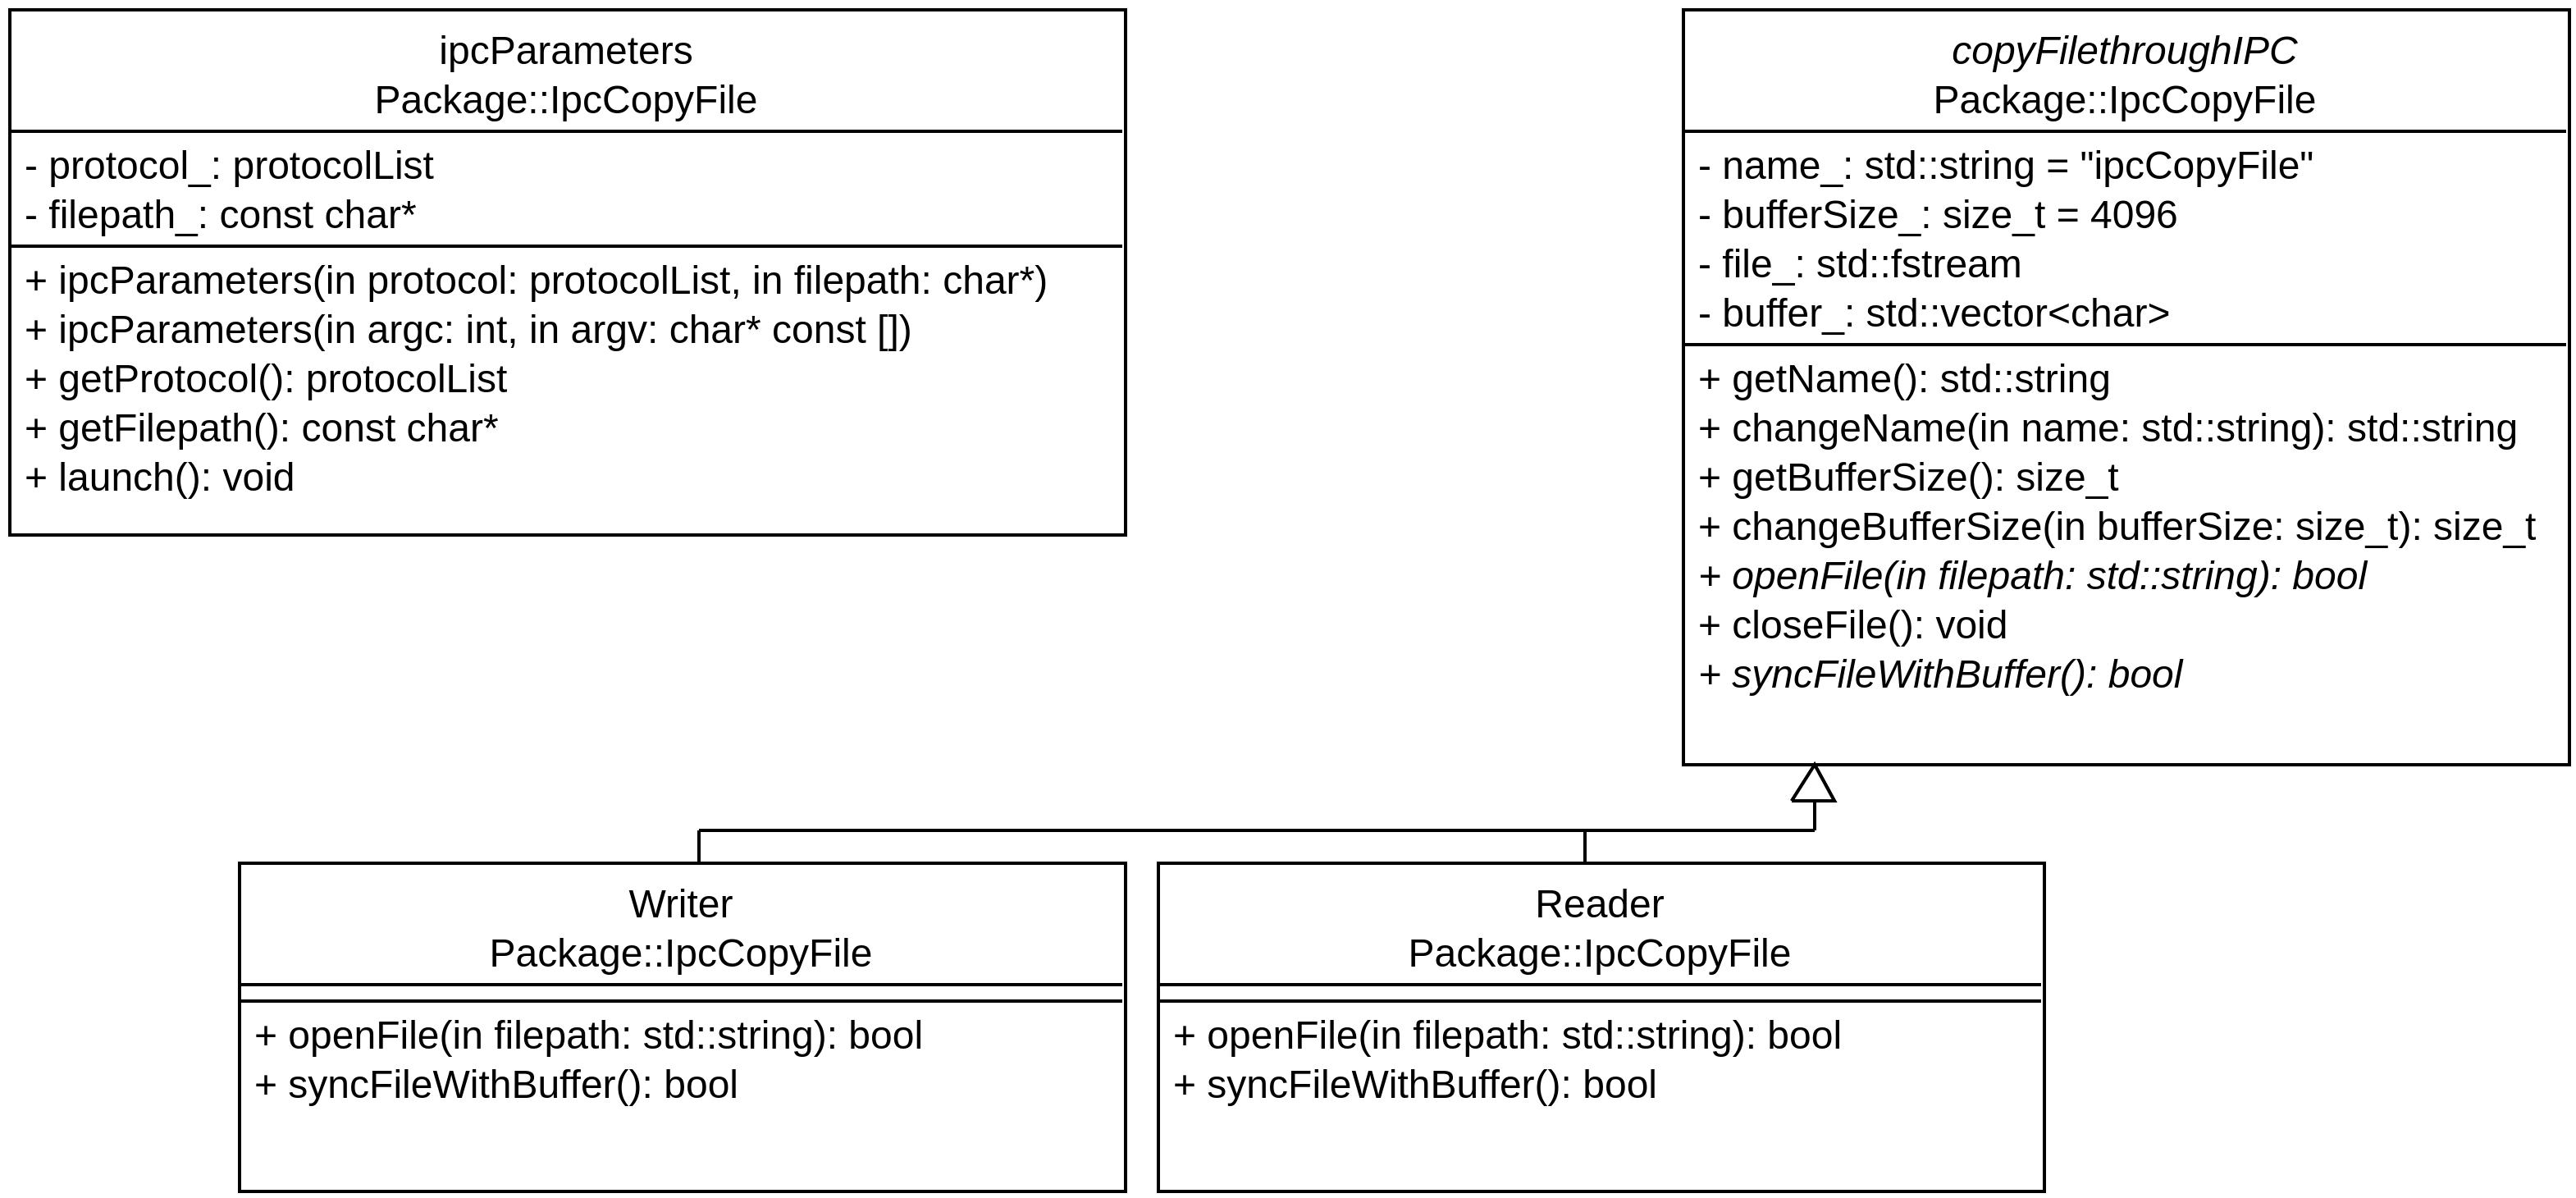 ipcParameters
Package::IpcCopyFile
- protocol_: protocolList
- filepath_: const char*
+ ipcParameters(in protocol: protocolList, in filepath: char*)
+ ipcParameters(in argc: int, in argv: char* const [])
+ getProtocol(): protocolList
+ getFilepath(): const char*
+ launch(): void
copyFilethroughIPC
Package::IpcCopyFile
- name_: std::string = "ipcCopyFile"
- bufferSize_: size_t = 4096
- file_: std::fstream
- buffer_: std::vector<char>
+ getName(): std::string
+ changeName(in name: std::string): std::string
+ getBufferSize(): size_t
+ changeBufferSize(in bufferSize: size_t): size_t
+ openFile(in filepath: std::string): bool
+ closeFile(): void
+ syncFileWithBuffer(): bool
Writer
Package::IpcCopyFile
+ openFile(in filepath: std::string): bool
+ syncFileWithBuffer(): bool
Reader
Package::IpcCopyFile
+ openFile(in filepath: std::string): bool
+ syncFileWithBuffer(): bool